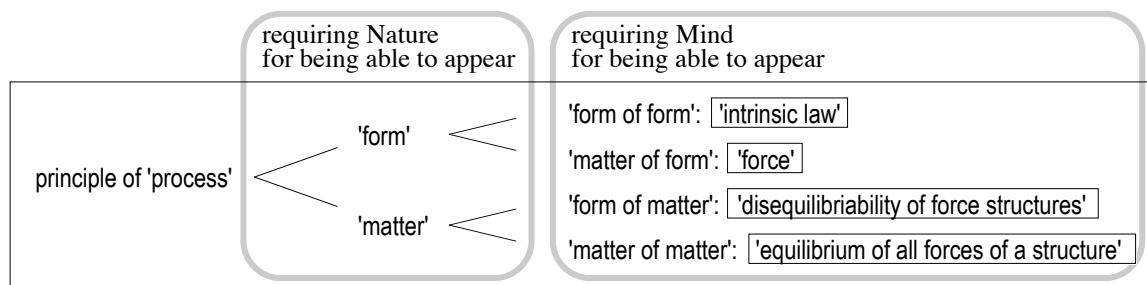 requiring Nature
for being able to appear
requiring Mind
for being able to appear
principle of 'process'
'form'
'matter'
'form of form': 'intrinsic law'
'matter of form': 'force'
'form of matter': 'disequilibriability of force structures'
'matter of matter': 'equilibrium of all forces of a structure'